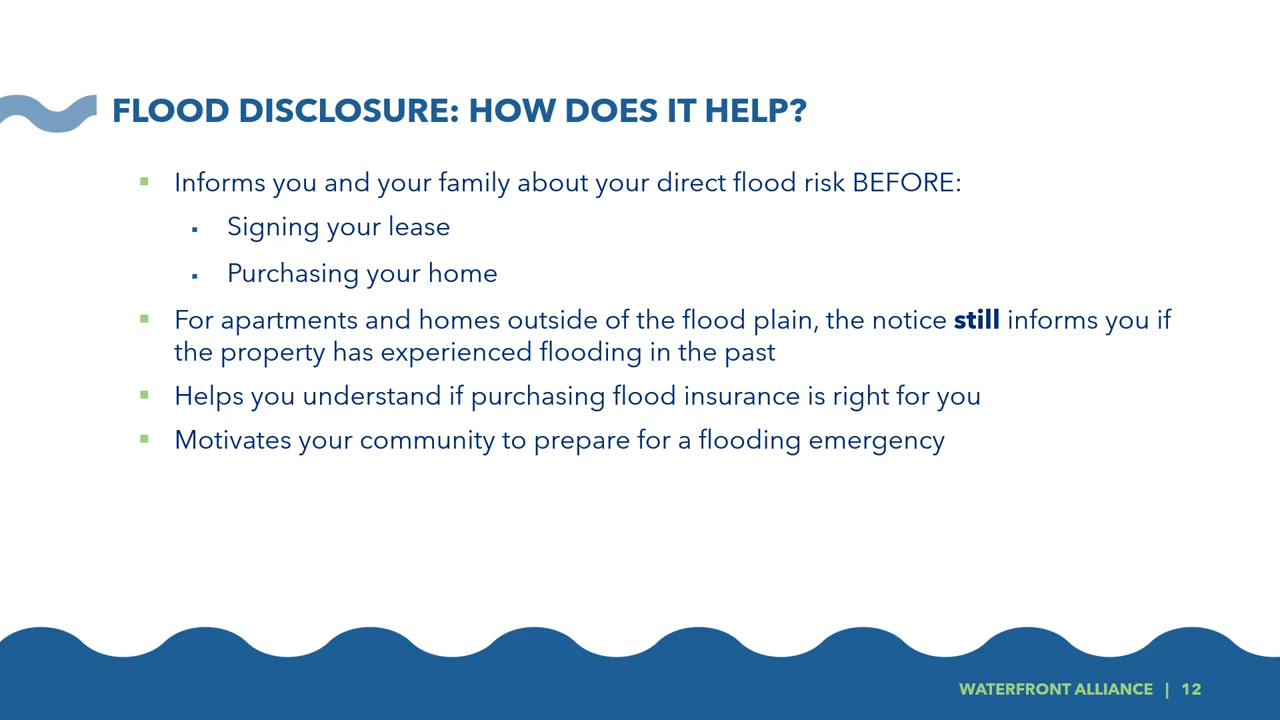 FLOOD DISCLOSURE: HOW DOES IT HELP?
Informs you and your family about your direct flood risk BEFORE:
Signing your lease
Purchasing your home
For apartments and homes outside of the flood plain, the notice still informs you if
the property has experienced flooding in the past
Helps you understand if purchasing flood insurance is right for you
Motivates your community to prepare for a flooding emergency
WATERFRONT ALLIANCE | 12